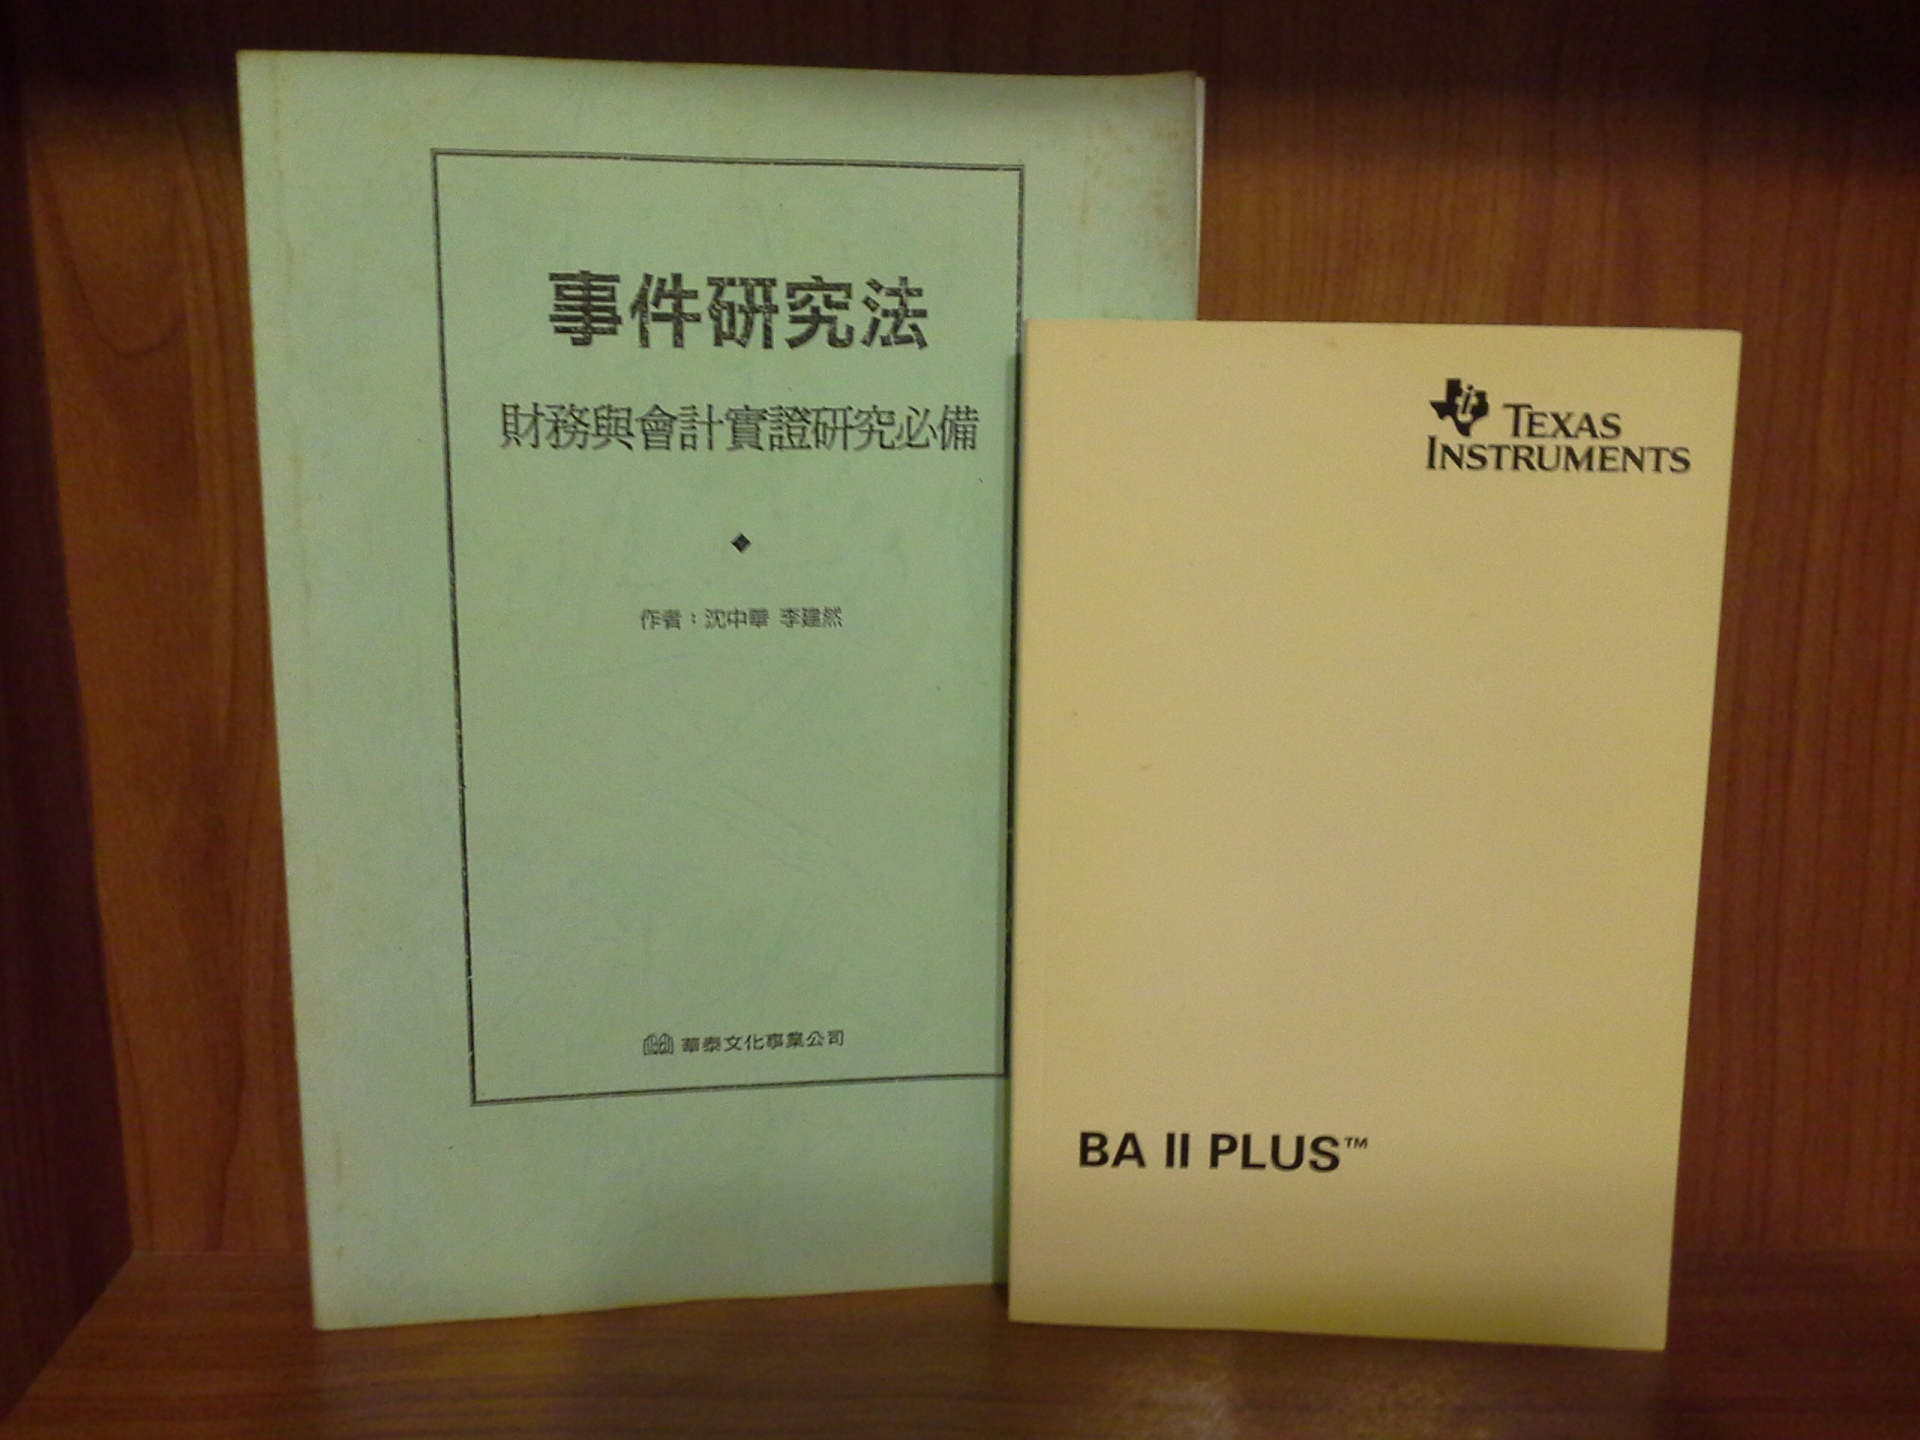 事件研究法
財務與會計實證研究必備
作者：沈中華 李建然
華泰文化事業公司
TEXAS
INSTRUMENTS
BA II PLUS™